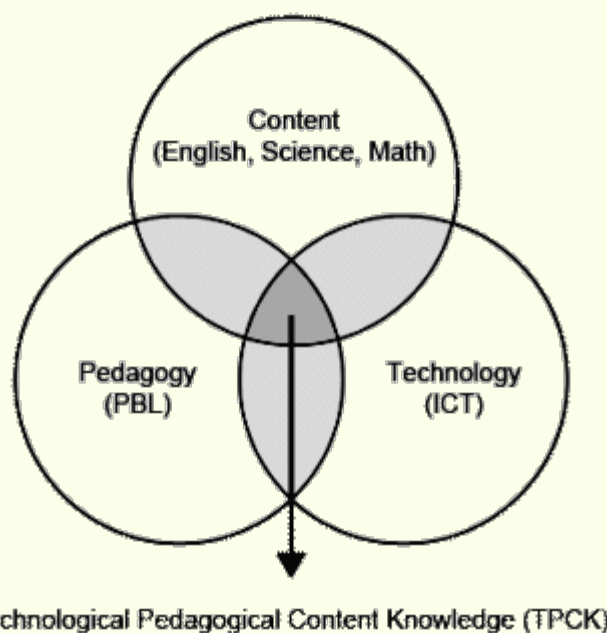 Content
(English, Science, Math)
Pedagogy
(PBL)
Technology
(ICT)
chnological Pedagogical Content Knowledge (TPCK)